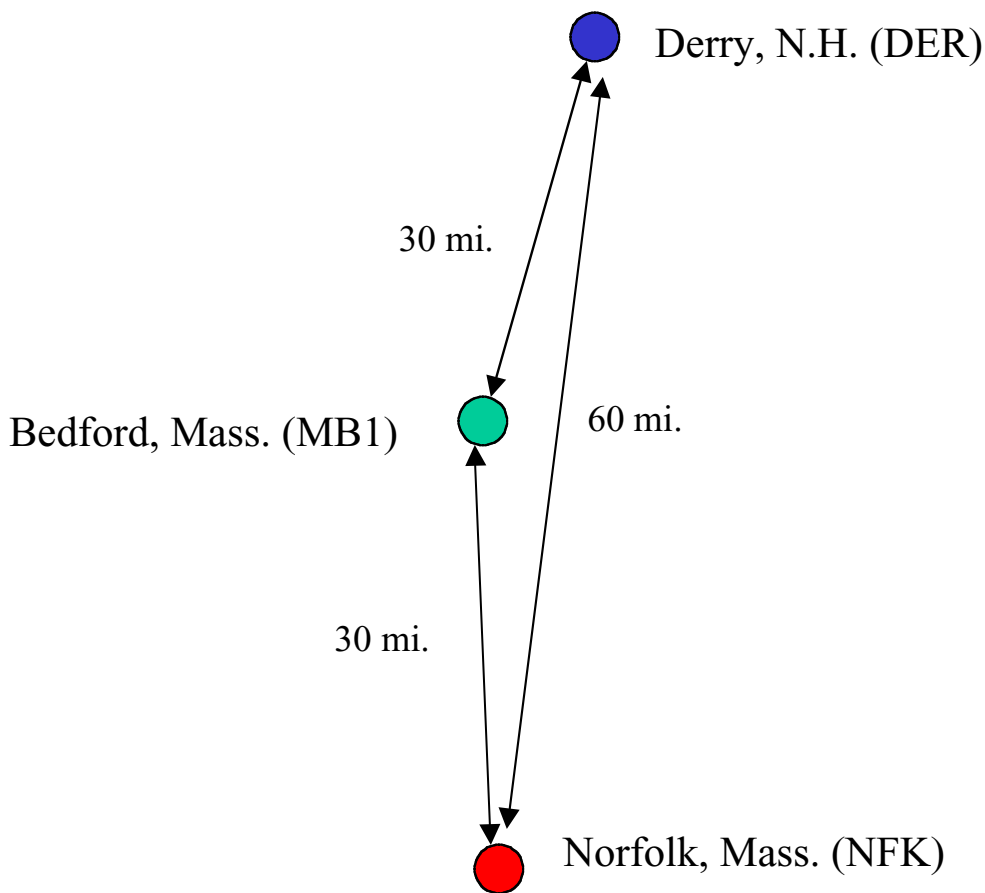 Derry, N.H. (DER)
30 mi.
60 mi.
Bedford, Mass. (MB1)
30 mi.
Norfolk, Mass. (NFK)